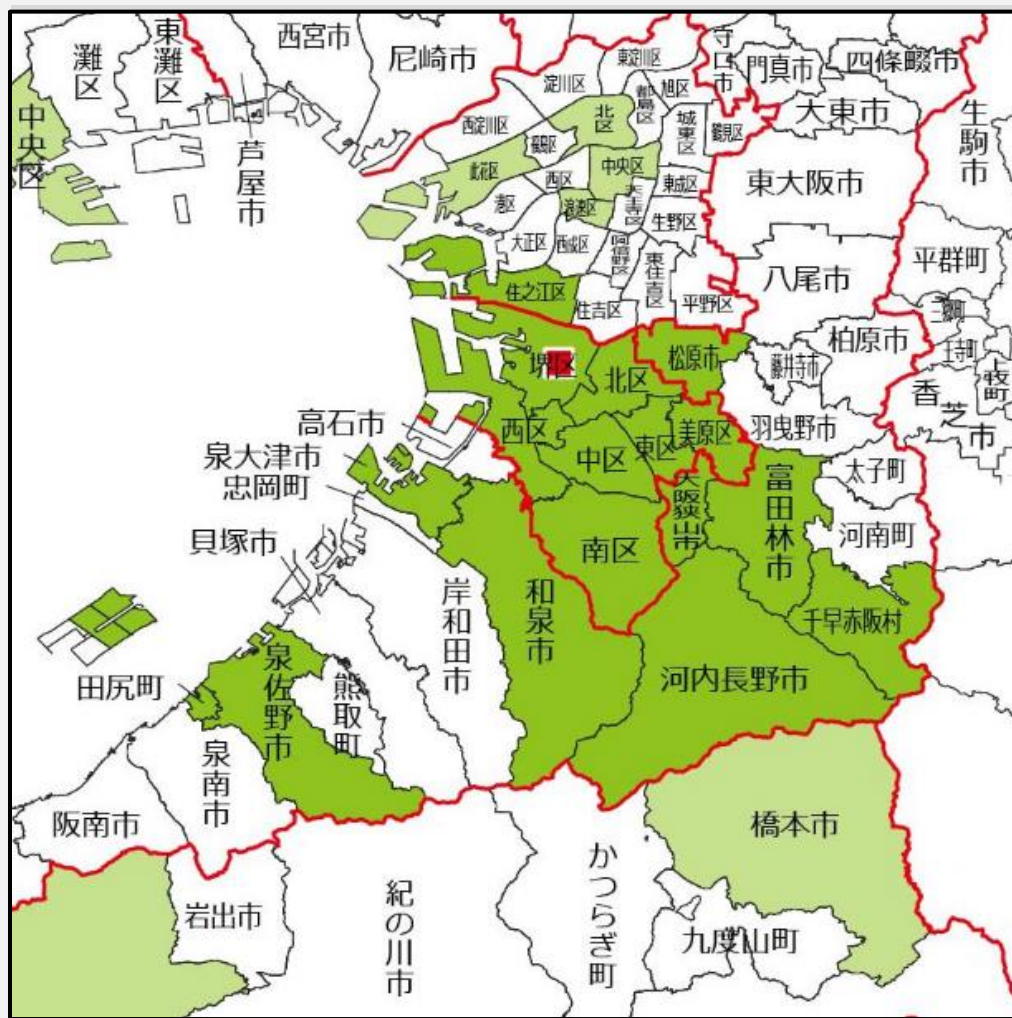 灘区
東灘区
西宮市
尼崎市
東淀川区
守口市
門真市
四條畷市
中央区
芦屋市
淀川区
都島区
旭区
大東市
生駒市
西淀川区
北区
城東区
鶴見区
此花区
福島区
中央区
東大阪市
西区
東成区
港区
浪速区
天王寺区
生野区
大正区
西成区
阿倍野区
東住吉区
八尾市
平群町
住之江区
住吉区
平野区
三郷町
堺区
松原市
柏原市
王寺町
上牧町
北区
藤井寺市
香芝市
高石市
西区
美原区
羽曳野市
泉大津市
中区
東区
太子町
忠岡町
大阪狭山市
富田林市
貝塚市
南区
河南町
岸和田市
和泉市
千早赤阪村
田尻町
泉佐野市
熊取町
河内長野市
泉南市
阪南市
橋本市
かつらぎ町
岩出市
紀の川市
九度山町